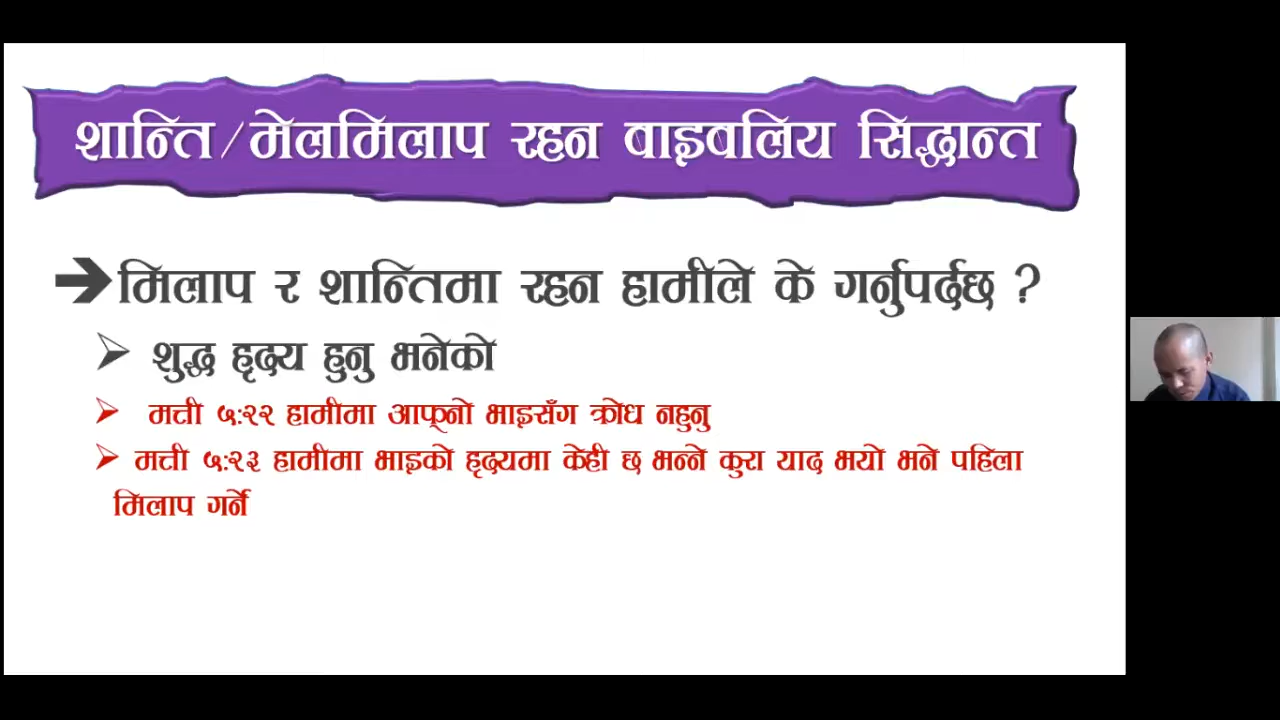 शान्ति/मेलमिलाप रहन वाइवलिय सिद्धान्त
मिलाप र शान्तिमा रहन हामीले के गर्नुपर्दछ ?
शुद्ध हृदय हुनु भनेको
मत्ती ५:२२ हामीमा आफ्नो भाइसँग क्रोध नहुनु
मत्ती ५:२३ हामीमा भाइको हृदयमा केही छ भन्ने कुरा याद भयो भने पहिला
मिलाप गर्ने